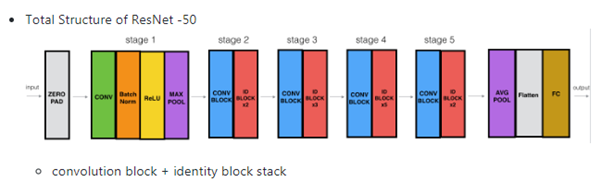 Total Structure of ResNet -50
stage 1 stage 2 stage 3 stage 4 stage 5
input
ZERO PAD
CONV
Batch Norm
ReLU
MAX POOL
CONV BLOCK
ID BLOCK x2
CONV BLOCK
ID BLOCK x3
CONV BLOCK
ID BLOCK x5
CONV BLOCK
ID BLOCK x2
AVG POOL
Flatten
FC
output
convolution block + identity block stack